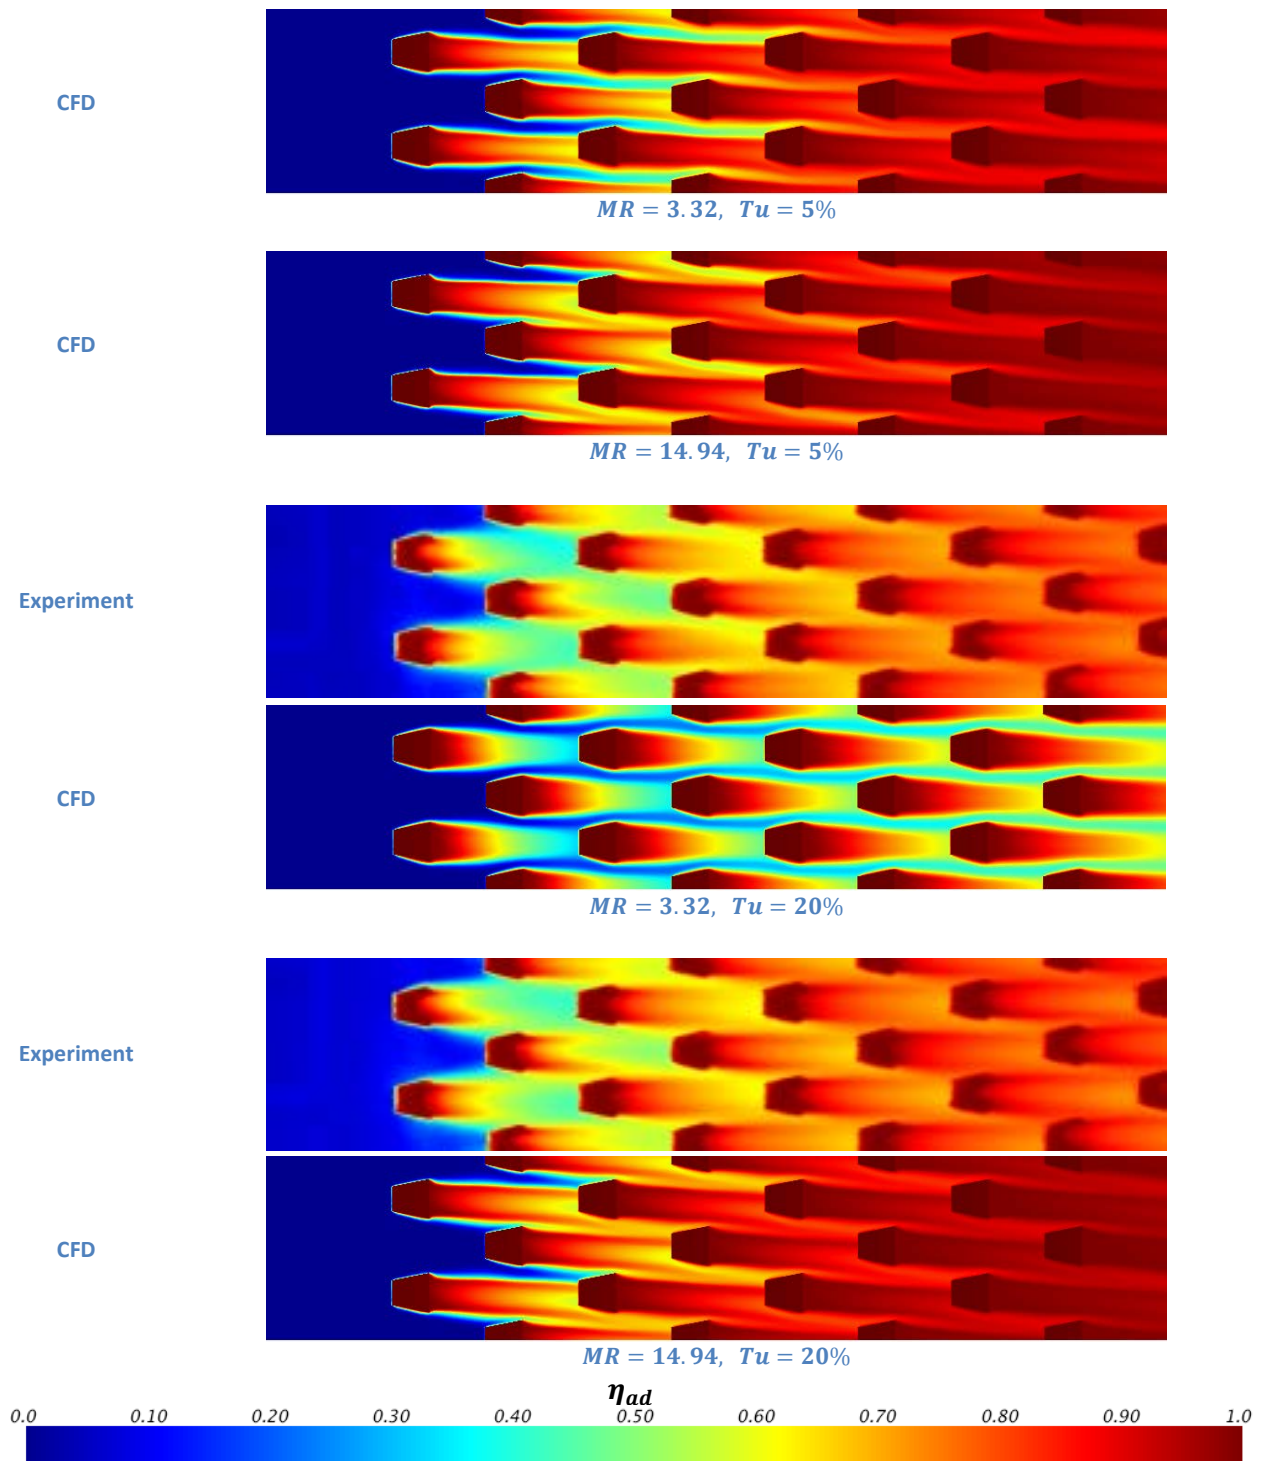 CFD
MR = 3.32, Tu = 5%
CFD
MR = 14.94, Tu = 5%
Experiment
CFD
MR = 3.32, Tu = 20%
Experiment
CFD
MR = 14.94, Tu = 20%
η_ad
0.0 0.10 0.20 0.30 0.40 0.50 0.60 0.70 0.80 0.90 1.0